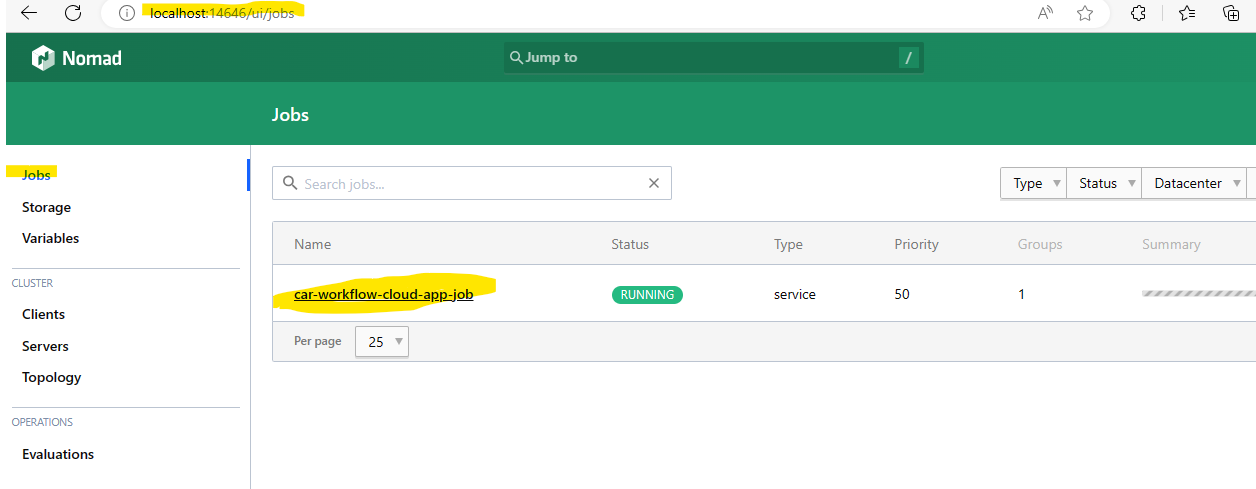 localhost:14646/ui/jobs
Nomad
Jump to
/
Jobs
Jobs
Storage
Variables
CLUSTER
Clients
Servers
Topology
OPERATIONS
Evaluations
Search jobs...
Type Status Datacenter
Name Status Type Priority Groups Summary
car-workflow-cloud-app-job RUNNING service 50 1
Per page 25